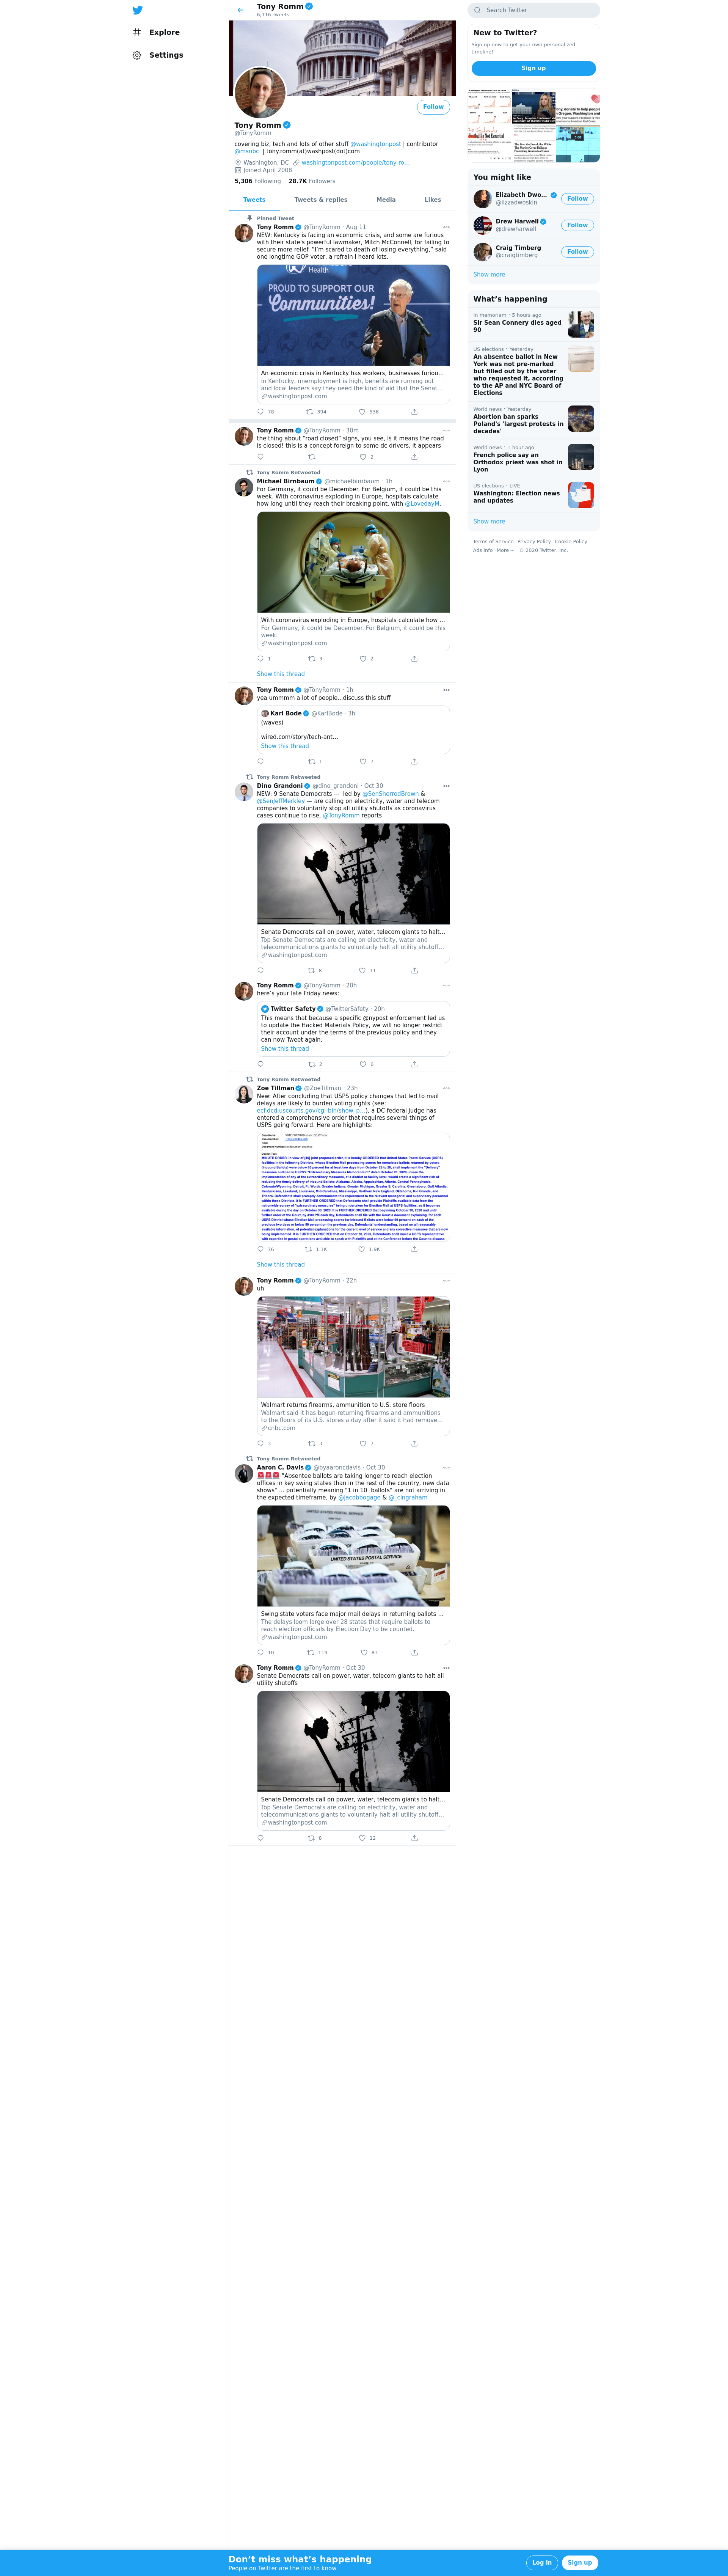 Explore
Settings
Tony Romm
6,118 Tweets
Follow
Tony Romm
@TonyRomm
covering biz, tech and lots of other stuff @washingtonpost | contributor
@msnbc | tony.romm(at)washpost(dot)com
Washington, DC washingtonpost.com/people/tony-ro…
Joined April 2008
5,306 Following 28.7K Followers
Tweets Tweets & replies Media Likes
Pinned Tweet
Tony Romm @TonyRomm · Aug 11
NEW: Kentucky is facing an economic crisis, and some are furious
with their's state's powerful lawmaker, Mitch McConnell, for failing to
secure more relief. "I'm scared to death of losing everything," said
one longtime GOP voter, a refrain I heard lots.
Health
PROUD TO SUPPORT OUR
Communities!
An economic crisis in Kentucky has workers, businesses furiou…
In Kentucky, unemployment is high, benefits are running out
and local leaders say they need the kind of aid that the Senat…
washingtonpost.com
78 394 536
Tony Romm @TonyRomm · 30m
the thing about "road closed" signs, you see, is it means the road
is closed! this is a concept foreign to some dc drivers, it appears
2
Tony Romm Retweeted
Michael Birnbaum @michaelbirnbaum · 1h
For Germany, it could be December. For Belgium, it could be this
week. With coronavirus exploding in Europe, hospitals calculate
how long until they reach their breaking point. with @LovedayM.
With coronavirus exploding in Europe, hospitals calculate how …
For Germany, it could be December. For Belgium, it could be this
week.
washingtonpost.com
1 3 2
Show this thread
Tony Romm @TonyRomm · 1h
yea ummmm a lot of people...discuss this stuff
Karl Bode @KarlBode · 3h
(waves)
wired.com/story/tech-ant…
Show this thread
1 7
Tony Romm Retweeted
Dino Grandoni @dino_grandoni · Oct 30
NEW: 9 Senate Democrats — led by @SenSherrodBrown &
@SenJeffMerkley — are calling on electricity, water and telecom
companies to voluntarily stop all utility shutoffs as coronavirus
cases continue to rise, @TonyRomm reports
Senate Democrats call on power, water, telecom giants to halt…
Top Senate Democrats are calling on electricity, water and
telecommunications giants to voluntarily halt all utility shutoff…
washingtonpost.com
8 11
Tony Romm @TonyRomm · 20h
here's your late Friday news:
Twitter Safety @TwitterSafety · 20h
This means that because a specific @nypost enforcement led us
to update the Hacked Materials Policy, we will no longer restrict
their account under the terms of the previous policy and they
can now Tweet again.
Show this thread
2 6
Tony Romm Retweeted
Zoe Tillman @ZoeTillman · 23h
New: After concluding that USPS policy changes that led to mail
delays are likely to burden voting rights (see:
ecf.dcd.uscourts.gov/cgi-bin/show_p…), a DC federal judge has
entered a comprehensive order that requires several things of
USPS going forward. Here are highlights:
76 1.1K 1.9K
Show this thread
Tony Romm @TonyRomm · 22h
uh
Walmart returns firearms, ammunition to U.S. store floors
Walmart said it has begun returning firearms and ammunitions
to the floors of its U.S. stores a day after it said it had remove…
cnbc.com
3 3 7
Tony Romm Retweeted
Aaron C. Davis @byaaroncdavis · Oct 30
🚨🚨🚨 "Absentee ballots are taking longer to reach election
offices in key swing states than in the rest of the country, new data
shows" ... potentially meaning "1 in 10 ballots" are not arriving in
the expected timeframe, by @jacobbogage & @_cingraham
UNITED STATES POSTAL SERVICE
UNITED STATES POSTAL SERVICE
Swing state voters face major mail delays in returning ballots …
The delays loom large over 28 states that require ballots to
reach election officials by Election Day to be counted.
washingtonpost.com
10 119 83
Tony Romm @TonyRomm · Oct 30
Senate Democrats call on power, water, telecom giants to halt all
utility shutoffs
Senate Democrats call on power, water, telecom giants to halt…
Top Senate Democrats are calling on electricity, water and
telecommunications giants to voluntarily halt all utility shutoff…
washingtonpost.com
8 12
Search Twitter
New to Twitter?
Sign up now to get your own personalized
timeline!
Sign up
You might like
Elizabeth Dwo…
@lizzadwoskin
Follow
Drew Harwell
@drewharwell
Follow
Craig Timberg
@craigtimberg
Follow
Show more
What's happening
In memoriam · 5 hours ago
Sir Sean Connery dies aged
90
US elections · Yesterday
An absentee ballot in New
York was not pre-marked
but filled out by the voter
who requested it, according
to the AP and NYC Board of
Elections
World news · Yesterday
Abortion ban sparks
Poland's 'largest protests in
decades'
World news · 1 hour ago
French police say an
Orthodox priest was shot in
Lyon
US elections · LIVE
Washington: Election news
and updates
Show more
Terms of Service Privacy Policy Cookie Policy
Ads info More © 2020 Twitter, Inc.
Don't miss what's happening
People on Twitter are the first to know.
Log in Sign up